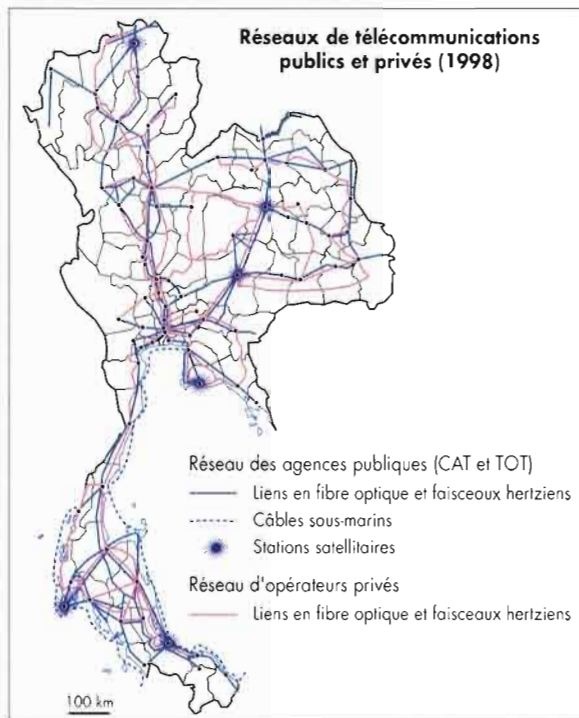 Réseaux de télécommunications
publics et privés (1998)
Réseau des agences publiques (CAT et TOT)
Liens en fibre optique et faisceaux hertziens
Câbles sous-marins
Stations satellitaires
Réseau d'opérateurs privés
Liens en fibre optique et faisceaux hertziens
100 km